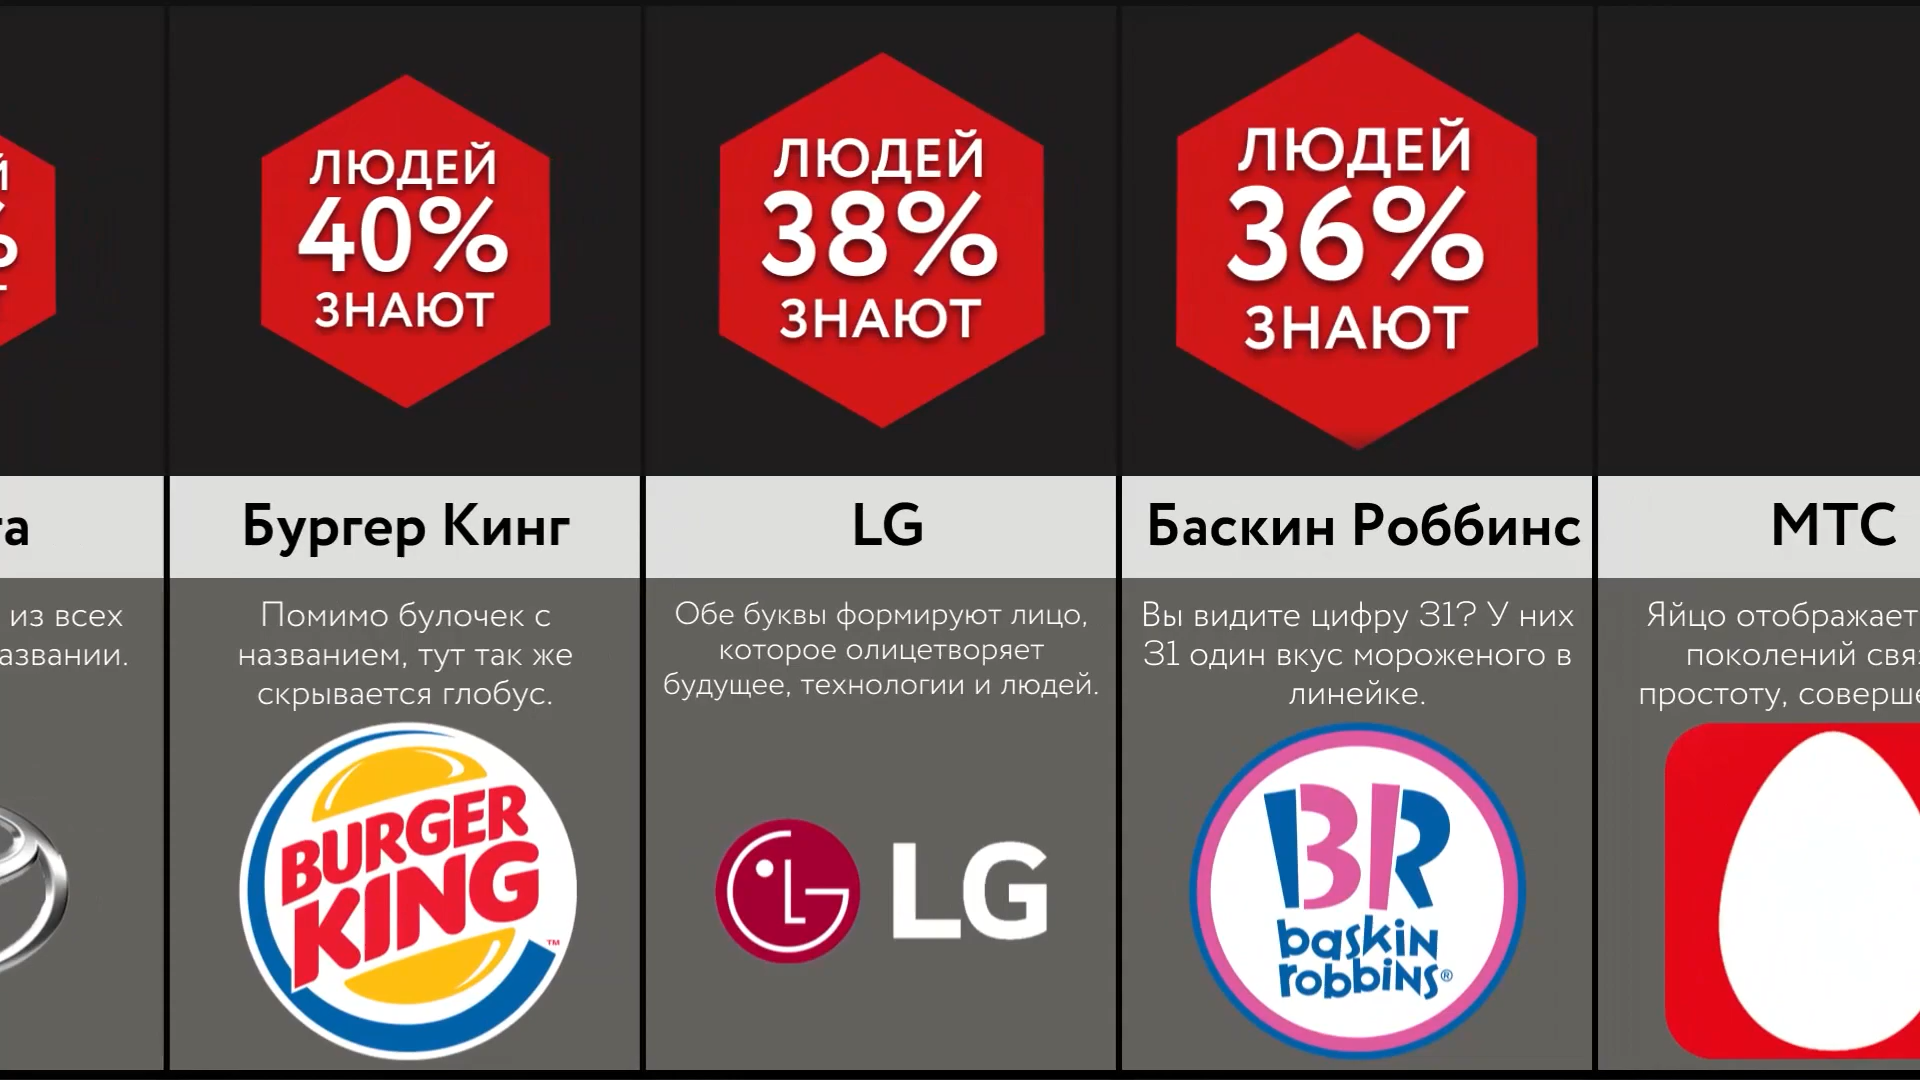 ЛЮДЕЙ
40%
ЗНАЮТ
ЛЮДЕЙ
38%
ЗНАЮТ
ЛЮДЕЙ
36%
ЗНАЮТ
Бургер Кинг
LG
Баскин Роббинс
МТС
из всех
Помимо булочек с
названием, тут так же
скрывается глобус.
Обе буквы формируют лицо,
которое олицетворяет
будущее, технологии и людей.
Вы видите цифру 31? У них
31 один вкус мороженого в
линейке.
Яйцо отображает
поколений
простоту,
BURGER
KING
TM
LG
BR
baskin
robbins®